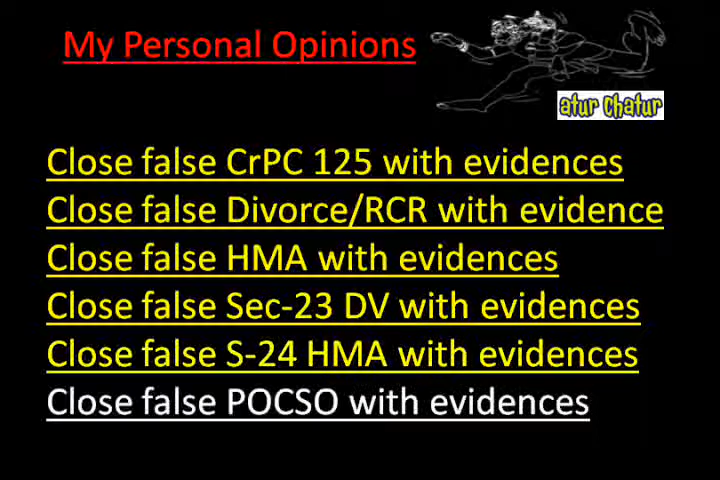 My Personal Opinions
atur Chatur
Close false CrPC 125 with evidences
Close false Divorce/RCR with evidence
Close false HMA with evidences
Close false Sec-23 DV with evidences
Close false S-24 HMA with evidences
Close false POCSO with evidences